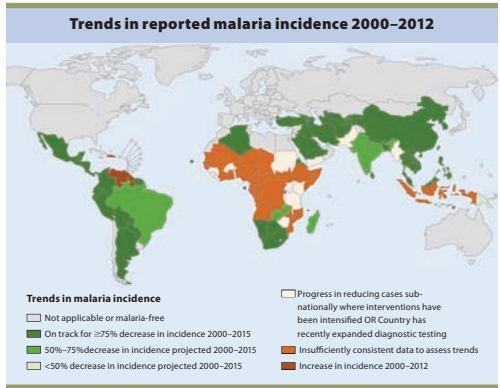 Trends in reported malaria incidence 2000–2012
Trends in malaria incidence
Not applicable or malaria-free
On track for ≥75% decrease in incidence 2000–2015
50%–75%decrease in incidence projected 2000–2015
<50% decrease in incidence projected 2000–2015
Progress in reducing cases sub-
nationally where interventions have
been intensified OR Country has
recently expanded diagnostic testing
Insufficiently consistent data to assess trends
Increase in incidence 2000–2012